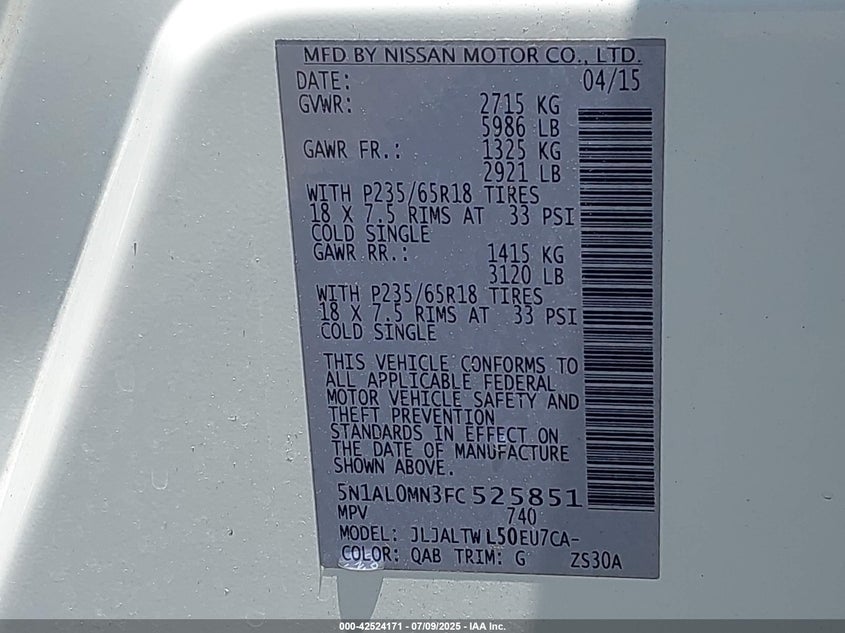 MFD BY NISSAN MOTOR CO., LTD.
DATE: 04/15
GVWR: 2715 KG
5986 LB
GAWR FR.: 1325 KG
2921 LB
WITH P235/65R18 TIRES
18 X 7.5 RIMS AT 33 PSI
COLD SINGLE
GAWR RR.: 1415 KG
3120 LB
WITH P235/65R18 TIRES
18 X 7.5 RIMS AT 33 PSI
COLD SINGLE
THIS VEHICLE CONFORMS TO
ALL APPLICABLE FEDERAL
MOTOR VEHICLE SAFETY AND
THEFT PREVENTION
STANDARDS IN EFFECT ON
THE DATE OF MANUFACTURE
SHOWN ABOVE.
5N1AL0MN3FC525851
MPV 740
MODEL: JLJALTWL50EU7CA-
COLOR: QAB TRIM: G ZS30A
000-42524171 - 07/09/2025 - IAA Inc.